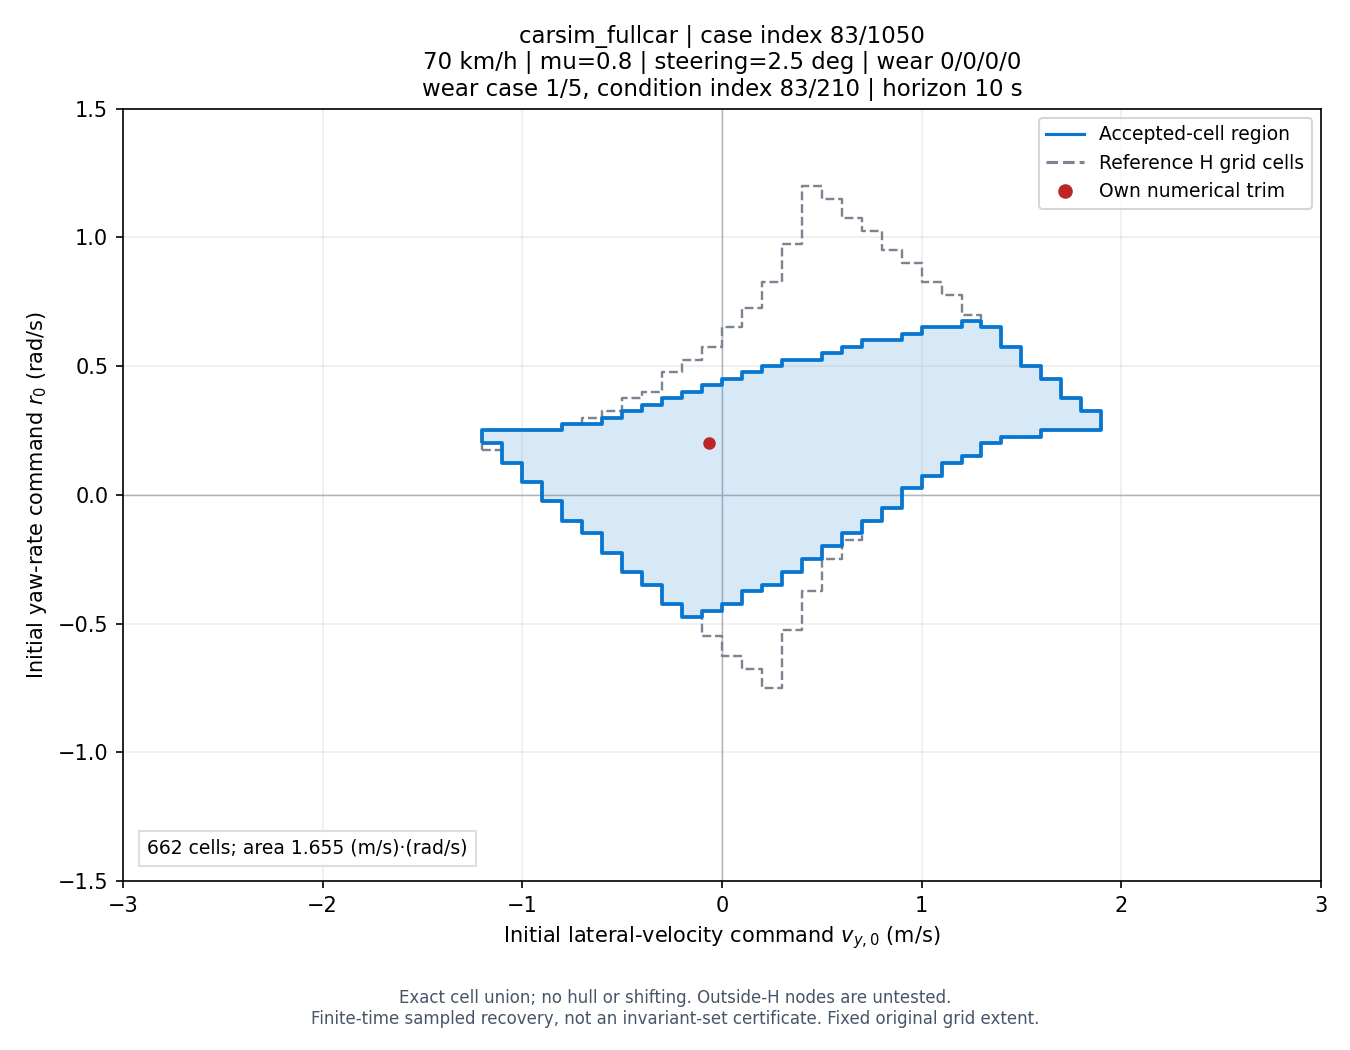 carsim_fullcar | case index 83/1050
70 km/h | mu=0.8 | steering=2.5 deg | wear 0/0/0/0
wear case 1/5, condition index 83/210 | horizon 10 s
Accepted-cell region
Reference H grid cells
Own numerical trim
1.5
1.0
0.5
0.0
−0.5
−1.0
−1.5
Initial yaw-rate command r₀ (rad/s)
662 cells; area 1.655 (m/s)·(rad/s)
−3
−2
−1
0
1
2
3
Initial lateral-velocity command v_{y,0} (m/s)
Exact cell union; no hull or shifting. Outside-H nodes are untested.
Finite-time sampled recovery, not an invariant-set certificate. Fixed original grid extent.